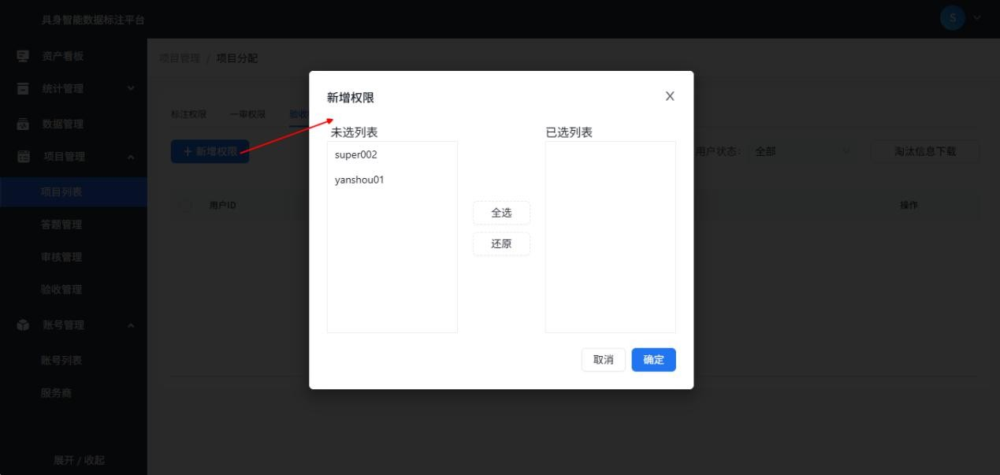 具身智能数据标注平台
S
资产看板
统计管理
数据管理
项目管理
项目列表
答题管理
审核管理
验收管理
账号管理
账号列表
服务商
展开 / 收起
项目管理 / 项目分配
标注权限 一审权限 验收
+ 新增权限
用户状态: 全部
淘汰信息下载
用户ID
操作
新增权限
未选列表
super002
yanshou01
全选
还原
已选列表
取消
确定